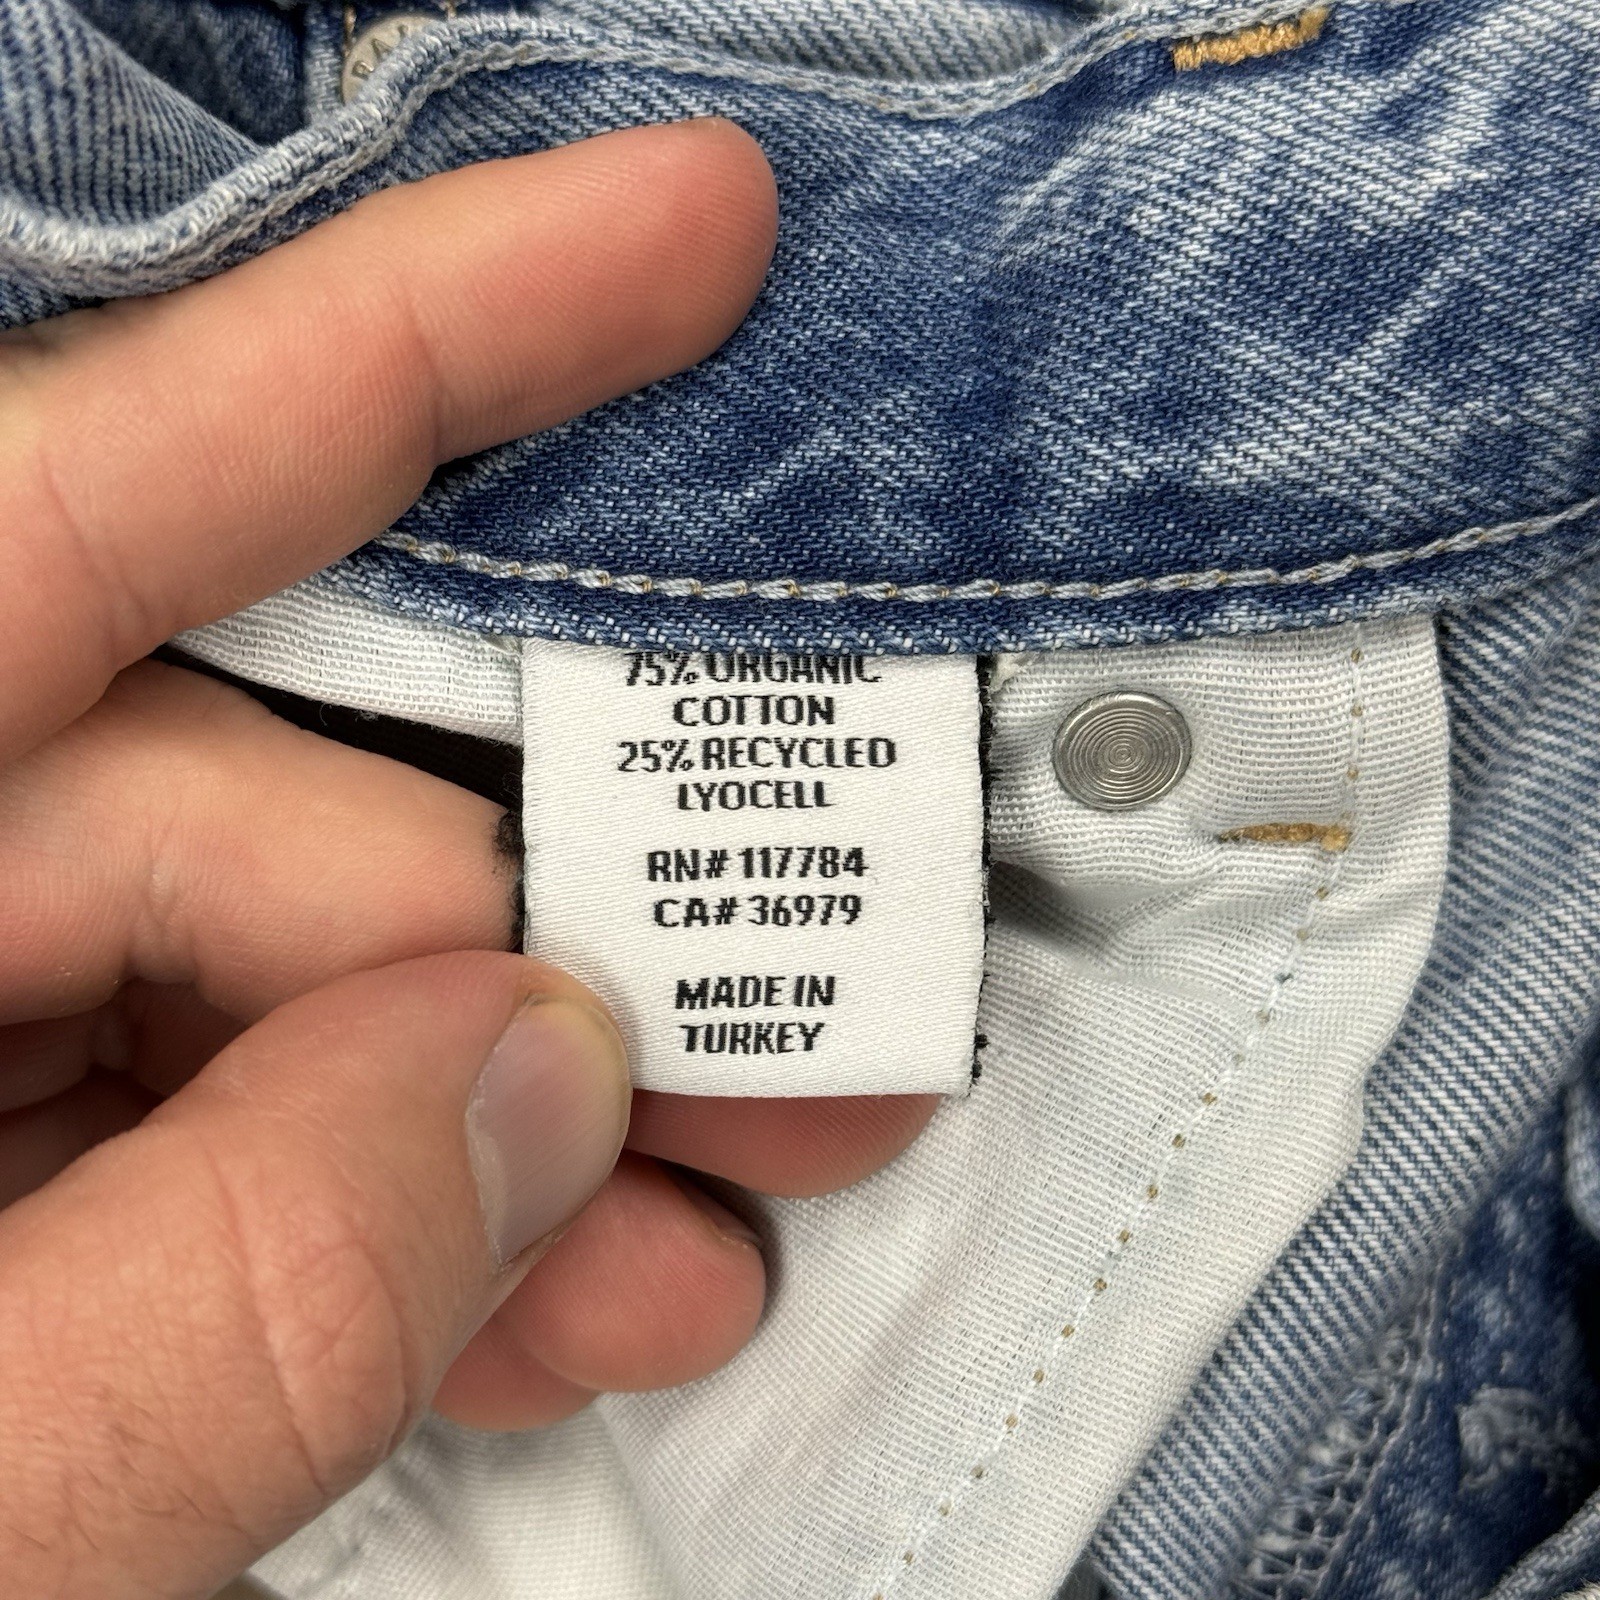 75% ORGANIC
COTTON
25% RECYCLED
LYOCELL
RN# 117784
CA# 36979
MADE IN
TURKEY